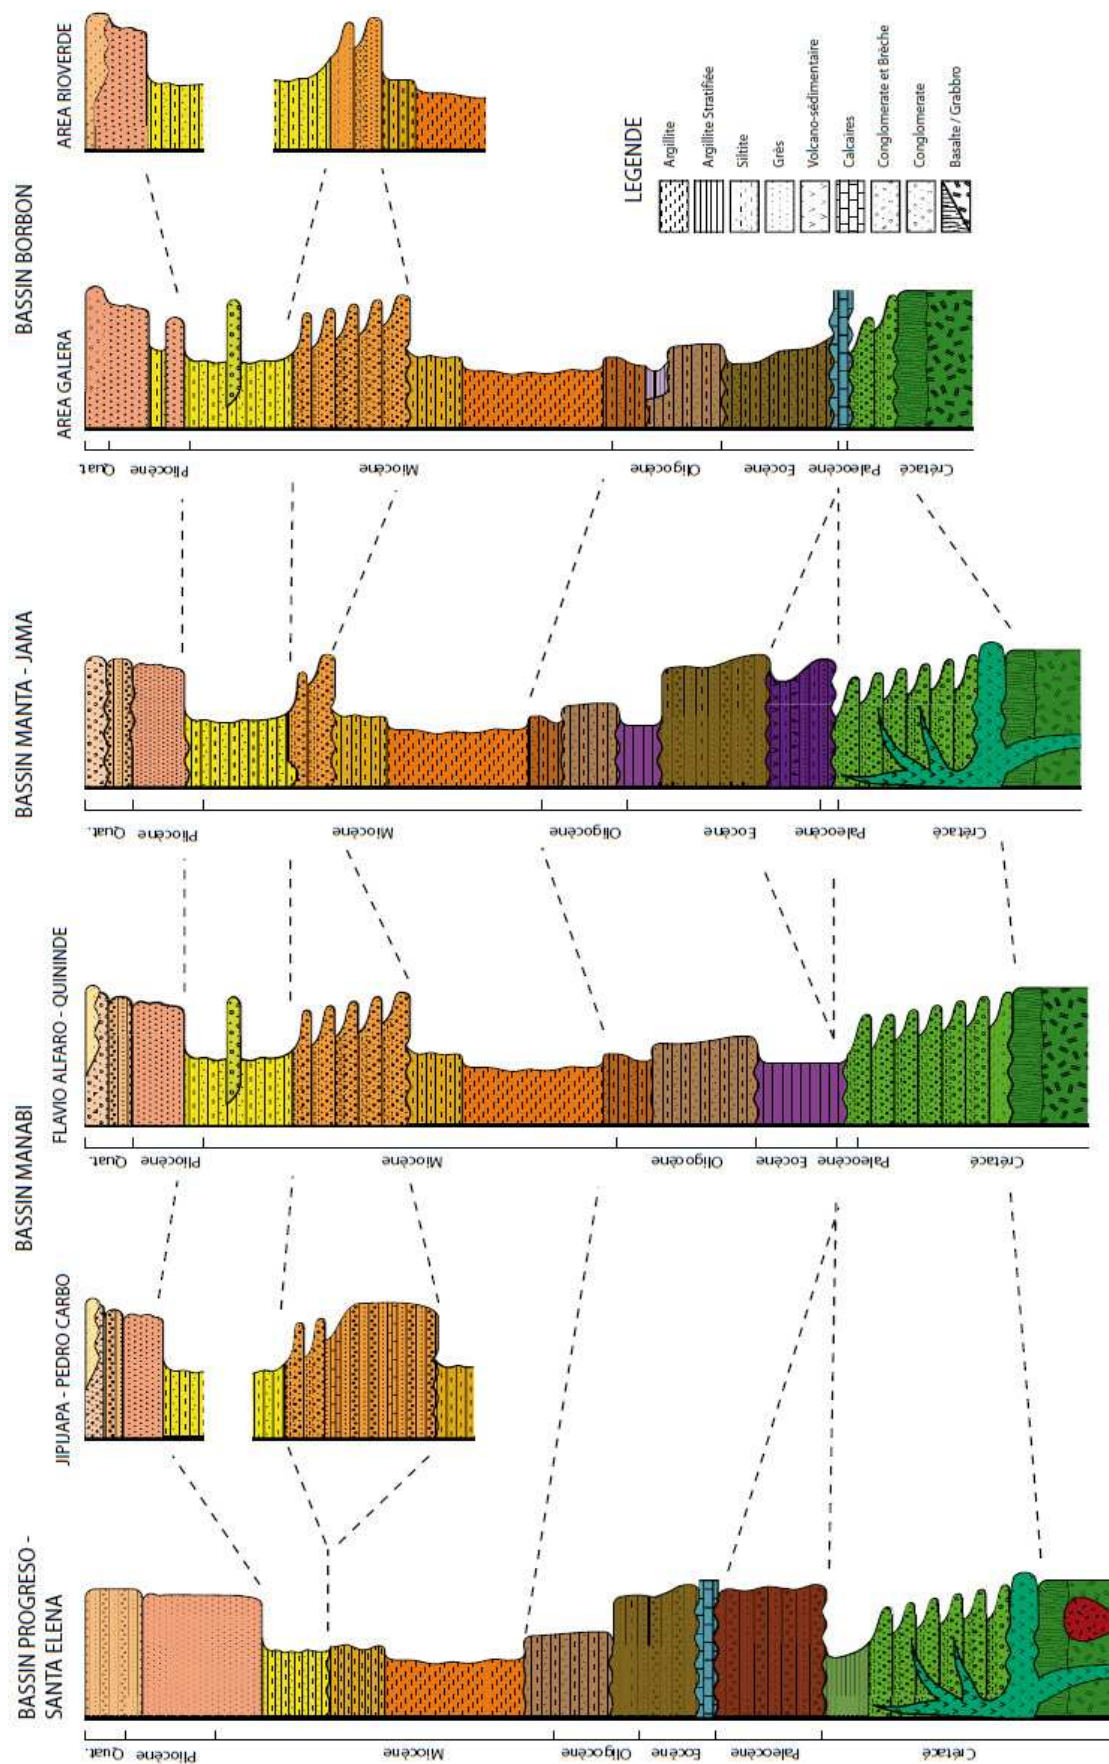 BASSIN PROGRESO -
SANTA ELENA
Quat.
Pliocène
Miocène
Oligocène
Eocène
Paleocène
Crétacé
BASSIN MANABI
JIPIJAPA - PEDRO CARBO
FLAVIO ALFARO - QUININDE
Quat.
Pliocène
Miocène
Oligocène
Eocène
Paleocène
Crétacé
BASSIN MANTA - JAMA
Quat.
Pliocène
Miocène
Oligocène
Eocène
Paleocène
Crétacé
BASSIN BORBON
AREA GALERA
Quat.
Pliocène
Miocène
Oligocène
Eocène
Paleocène
Crétacé
AREA RIOVERDE
LEGENDE
Argillite
Argillite Stratifiée
Siltite
Grès
Volcano-sédimentaire
Calcaires
Conglomerate et Brèche
Conglomerate
Basalte / Grabbro